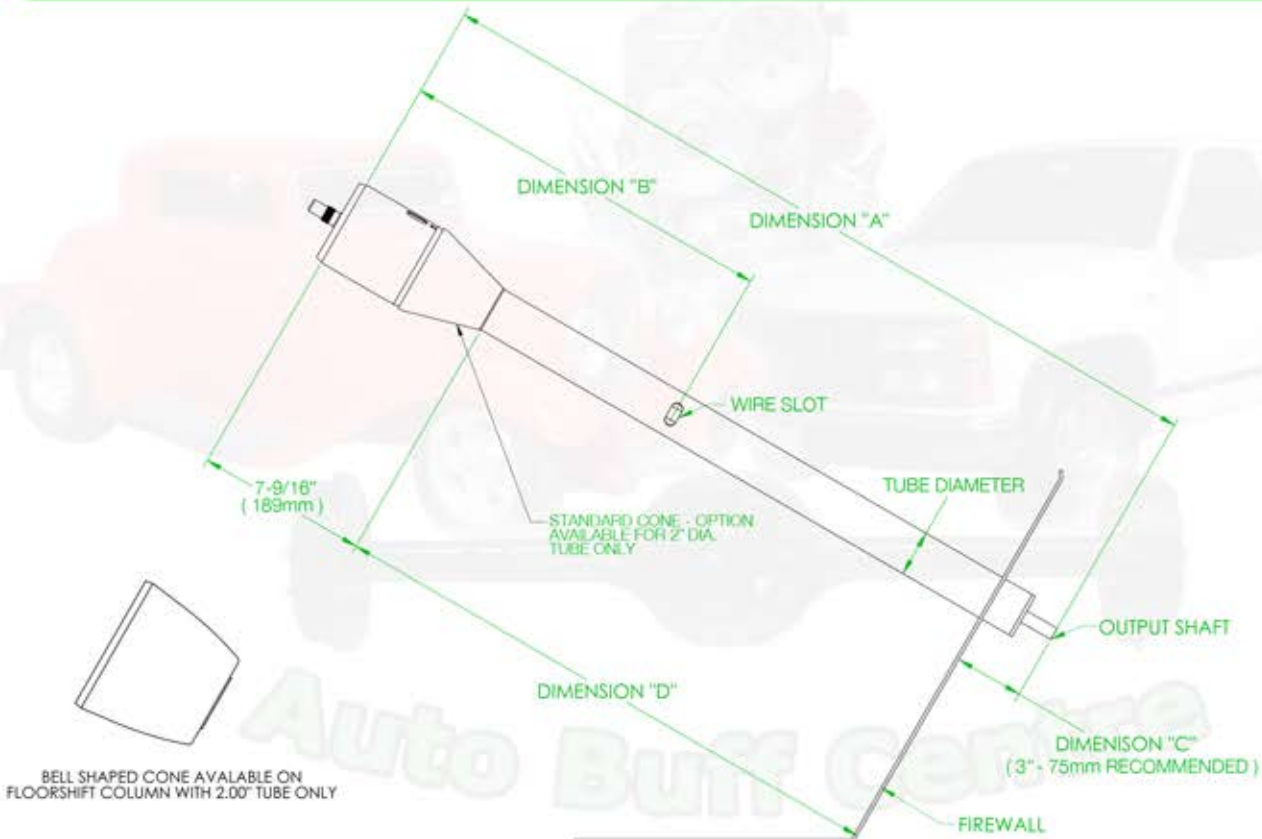 DIMENSION "B"
DIMENSION "A"
WIRE SLOT
7-9/16"
( 189mm )
TUBE DIAMETER
STANDARD CONE - OPTION
AVAILABLE FOR 2" DIA.
TUBE ONLY
OUTPUT SHAFT
DIMENSION "D"
DIMENISON "C"
( 3" - 75mm RECOMMENDED )
BELL SHAPED CONE AVALABLE ON
FLOORSHIFT COLUMN WITH 2.00" TUBE ONLY
FIREWALL
Auto Buff Centre